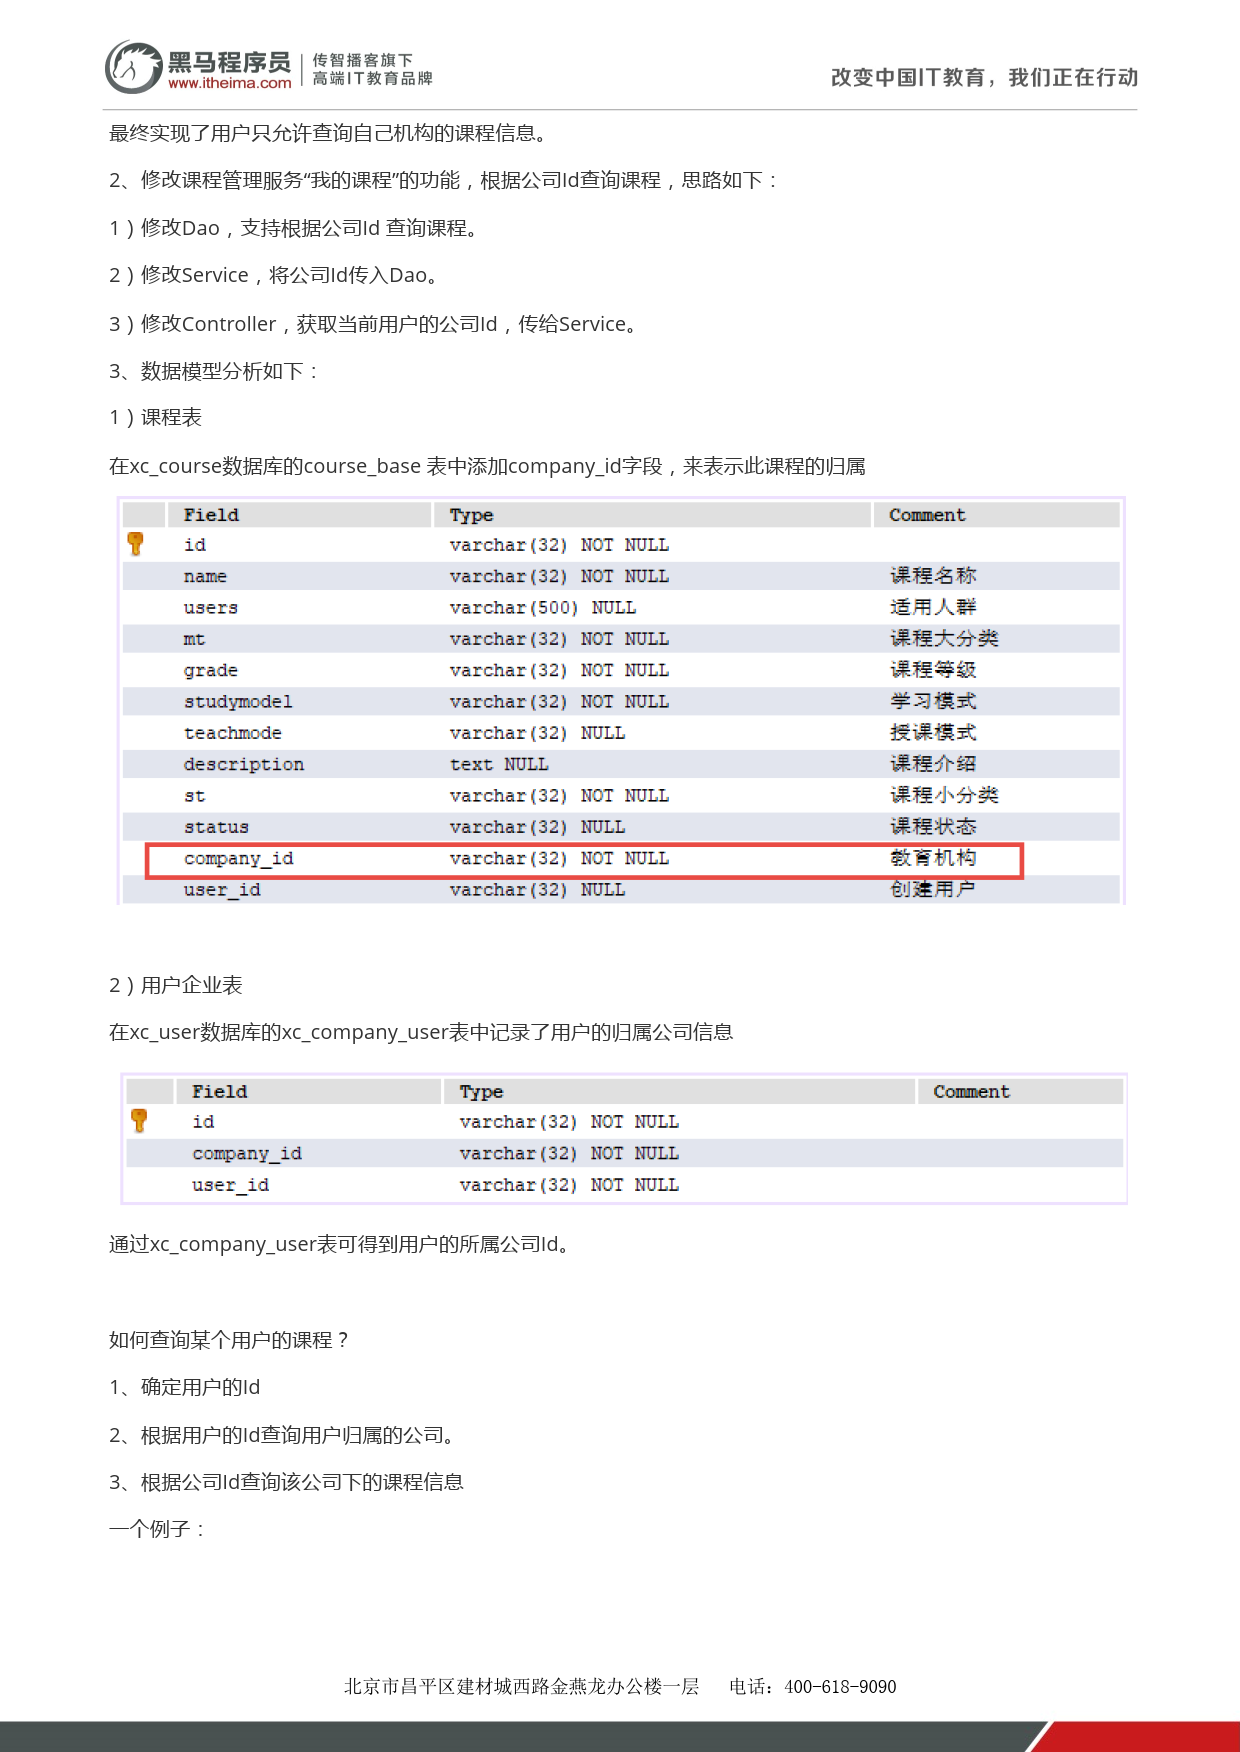 黑马程序员
www.itheima.com
传智播客旗下
高端IT教育品牌
改变中国IT教育，我们正在行动
最终实现了用户只允许查询自己机构的课程信息。
2、修改课程管理服务“我的课程”的功能，根据公司Id查询课程，思路如下：
1）修改Dao，支持根据公司Id 查询课程。
2）修改Service，将公司Id传入Dao。
3）修改Controller，获取当前用户的公司Id，传给Service。
3、数据模型分析如下：
1）课程表
在xc_course数据库的course_base 表中添加company_id字段，来表示此课程的归属
Field Type Comment
id varchar(32) NOT NULL
name varchar(32) NOT NULL 课程名称
users varchar(500) NULL 适用人群
mt varchar(32) NOT NULL 课程大分类
grade varchar(32) NOT NULL 课程等级
studymodel varchar(32) NOT NULL 学习模式
teachmode varchar(32) NULL 授课模式
description text NULL 课程介绍
st varchar(32) NOT NULL 课程小分类
status varchar(32) NULL 课程状态
company_id varchar(32) NOT NULL 教育机构
user_id varchar(32) NULL 创建用户
2）用户企业表
在xc_user数据库的xc_company_user表中记录了用户的归属公司信息
Field Type Comment
id varchar(32) NOT NULL
company_id varchar(32) NOT NULL
user_id varchar(32) NOT NULL
通过xc_company_user表可得到用户的所属公司Id。
如何查询某个用户的课程？
1、确定用户的Id
2、根据用户的Id查询用户归属的公司。
3、根据公司Id查询该公司下的课程信息
一个例子：
北京市昌平区建材城西路金燕龙办公楼一层 电话：400-618-9090